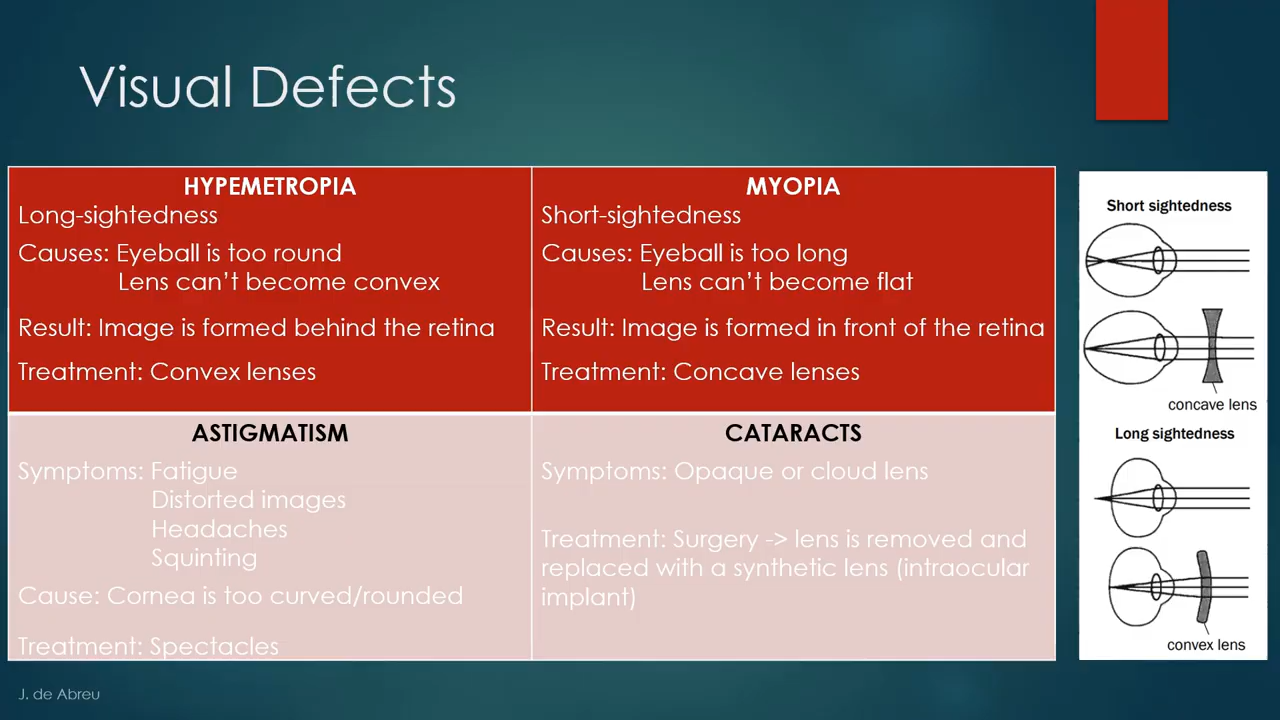 Visual Defects
HYPEMETROPIA
Long-sightedness
Causes: Eyeball is too round
Lens can't become convex
Result: Image is formed behind the retina
Treatment: Convex lenses
MYOPIA
Short-sightedness
Causes: Eyeball is too long
Lens can't become flat
Result: Image is formed in front of the retina
Treatment: Concave lenses
ASTIGMATISM
Symptoms: Fatigue
Distorted images
Headaches
Squinting
Cause: Cornea is too curved/rounded
Treatment: Spectacles
CATARACTS
Symptoms: Opaque or cloud lens
Treatment: Surgery -> lens is removed and
replaced with a synthetic lens (intraocular
implant)
Short sightedness
concave lens
Long sightedness
convex lens
J. de Abreu